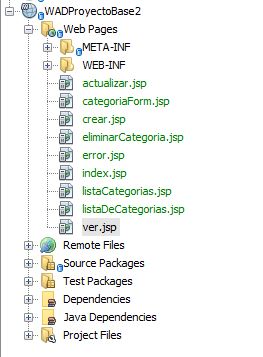 WADProyectoBase2
Web Pages
META-INF
WEB-INF
actualizar.jsp
categoriaForm.jsp
crear.jsp
eliminarCategoria.jsp
error.jsp
index.jsp
listaCategorias.jsp
listaDeCategorias.jsp
ver.jsp
Remote Files
Source Packages
Test Packages
Dependencies
Java Dependencies
Project Files